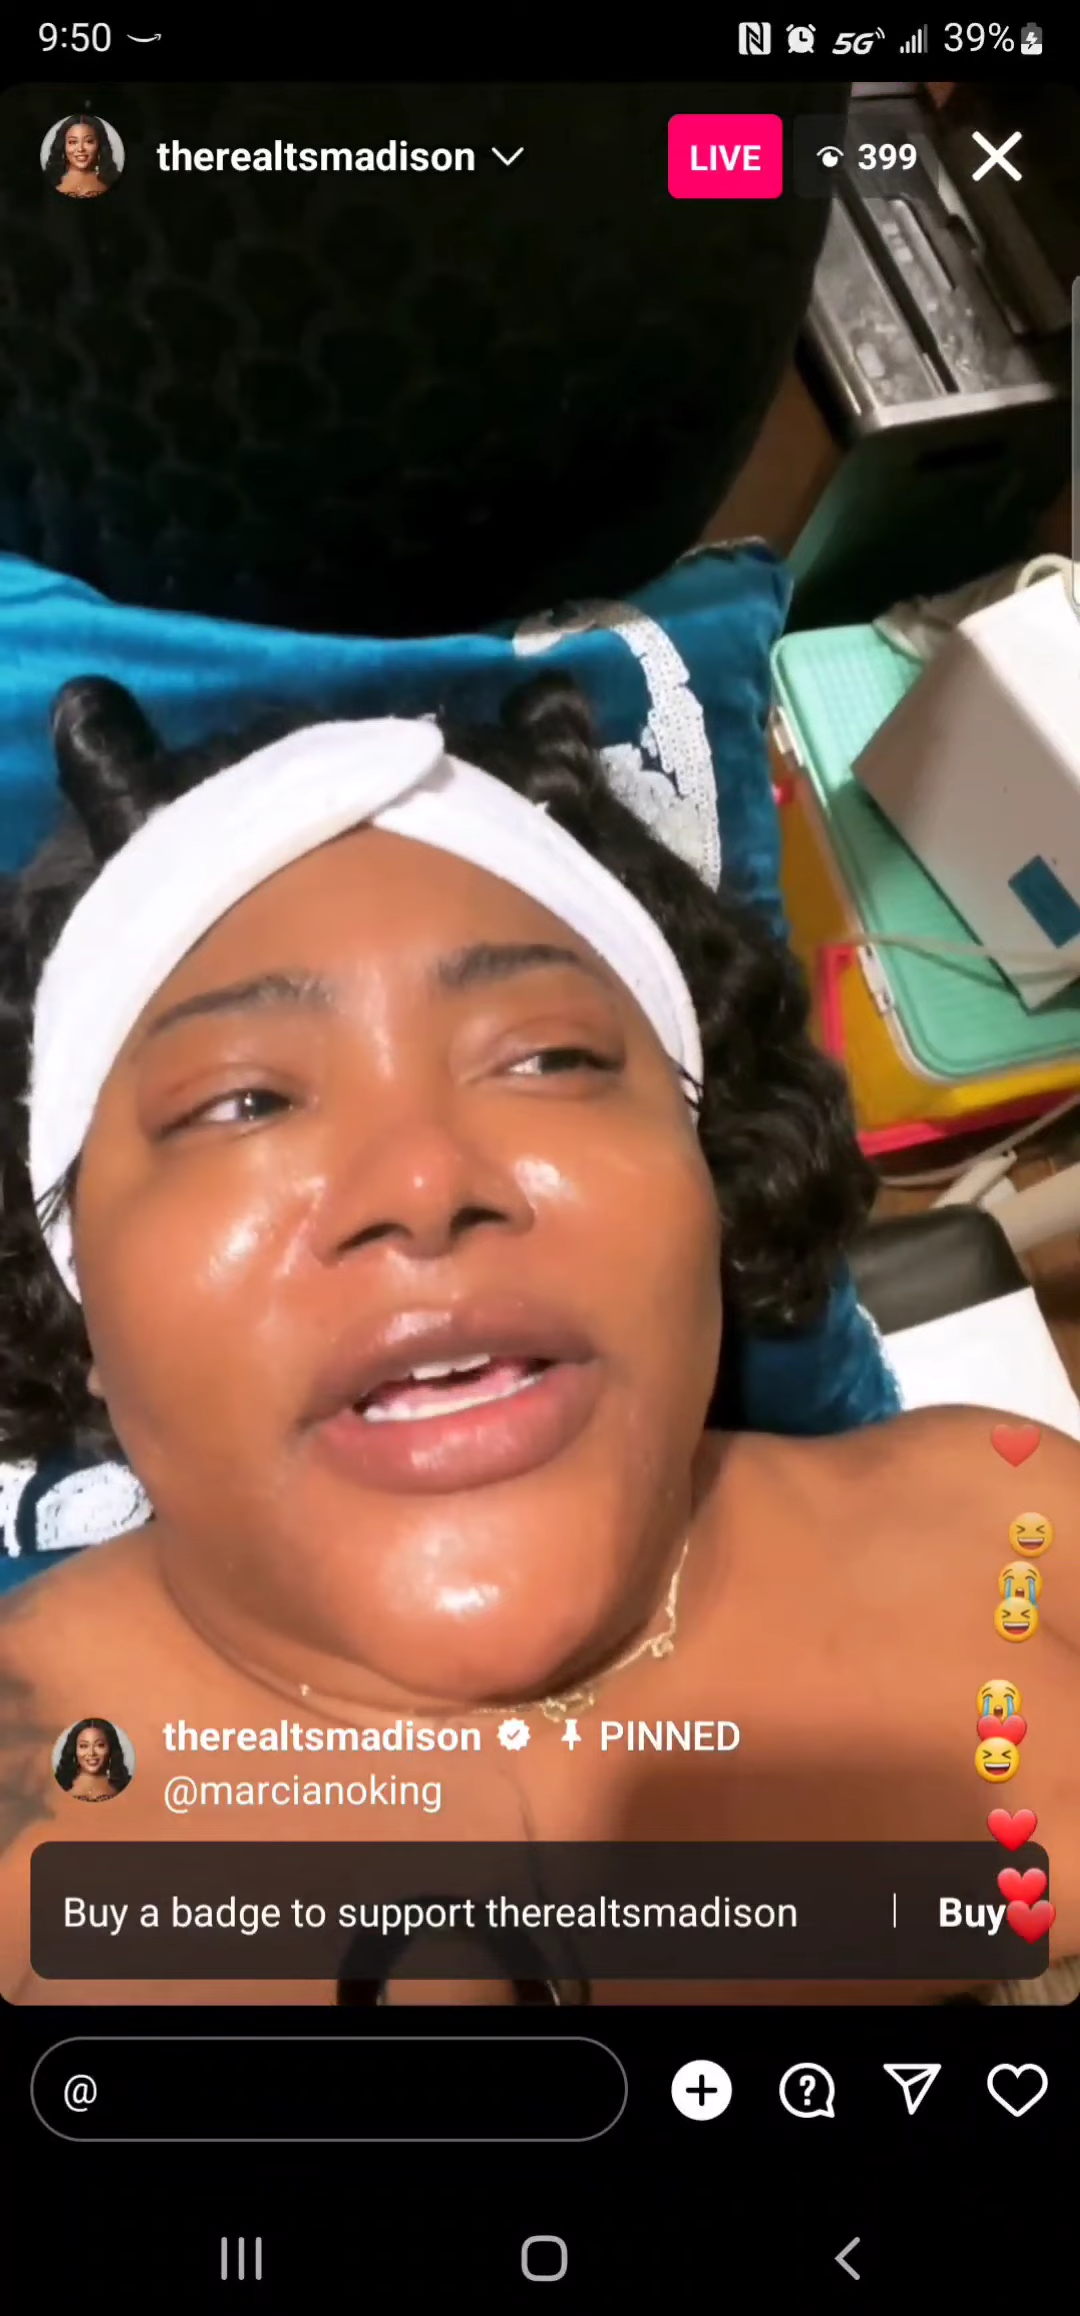 9:50 5G 39%
therealtsmadison LIVE 399
therealtsmadison PINNED
@marcianoking
Buy a badge to support therealtsmadison | Buy
@